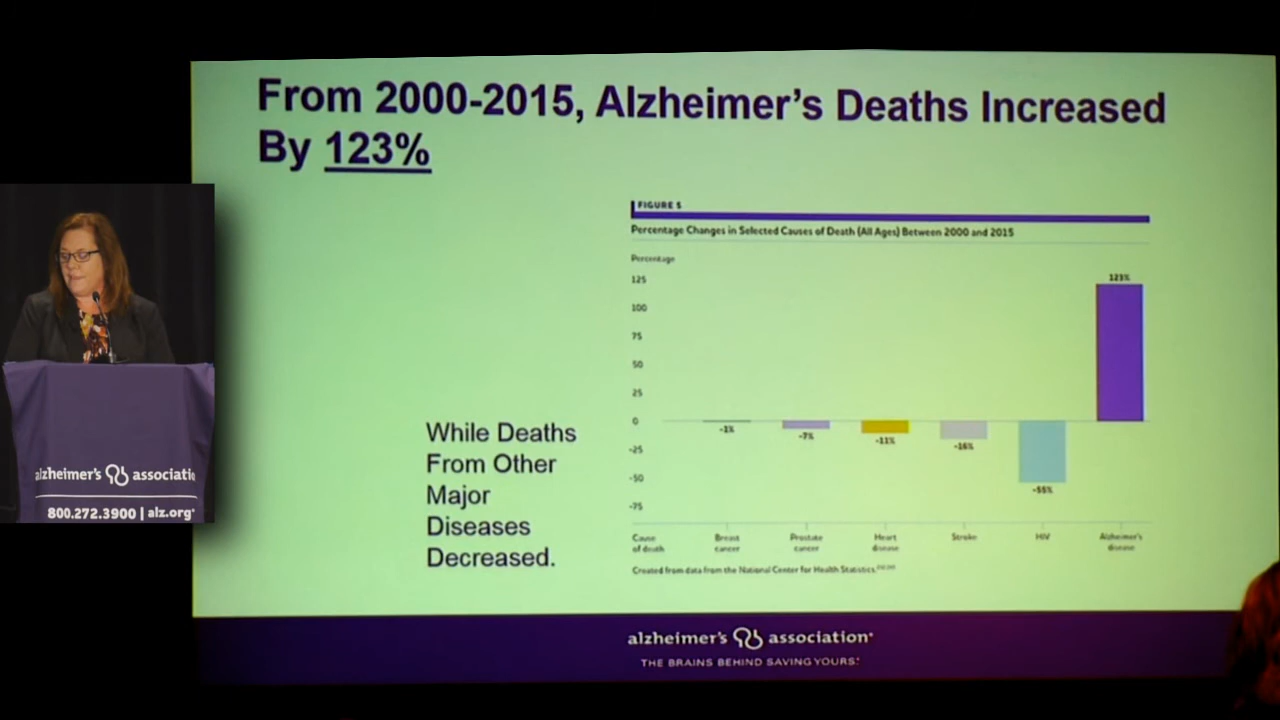 From 2000-2015, Alzheimer's Deaths Increased
By 123%
FIGURE 5
Percentage Changes in Selected Causes of Death (All Ages) Between 2000 and 2015
Percentage
125
100
75
50
25
0
-25
-50
-75
-1%
-7%
-11%
-16%
-55%
123%
Cause
of death
Breast
cancer
Prostate
cancer
Heart
disease
Stroke
HIV
Alzheimer's
disease
Created from data from the National Center for Health Statistics.
While Deaths
From Other
Major
Diseases
Decreased.
alzheimer's association®
THE BRAINS BEHIND SAVING YOURS.
alzheimer's associatio
800.272.3900 | alz.org®